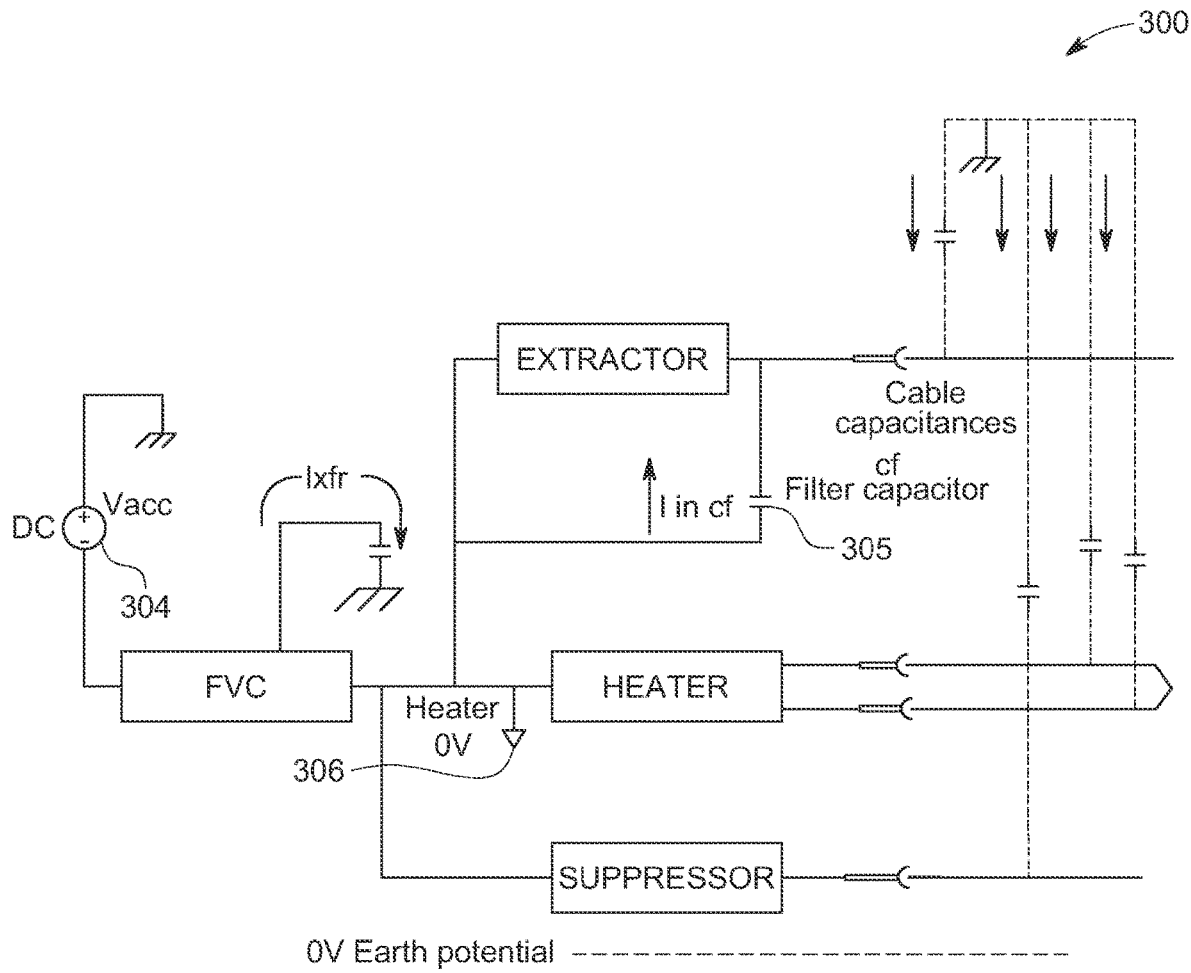 300
EXTRACTOR
Cable
capacitances
cf
Filter capacitor
Ixfr
Vacc
DC
+
-
I in cf
305
304
FVC
HEATER
Heater
0V
306
SUPPRESSOR
0V Earth potential